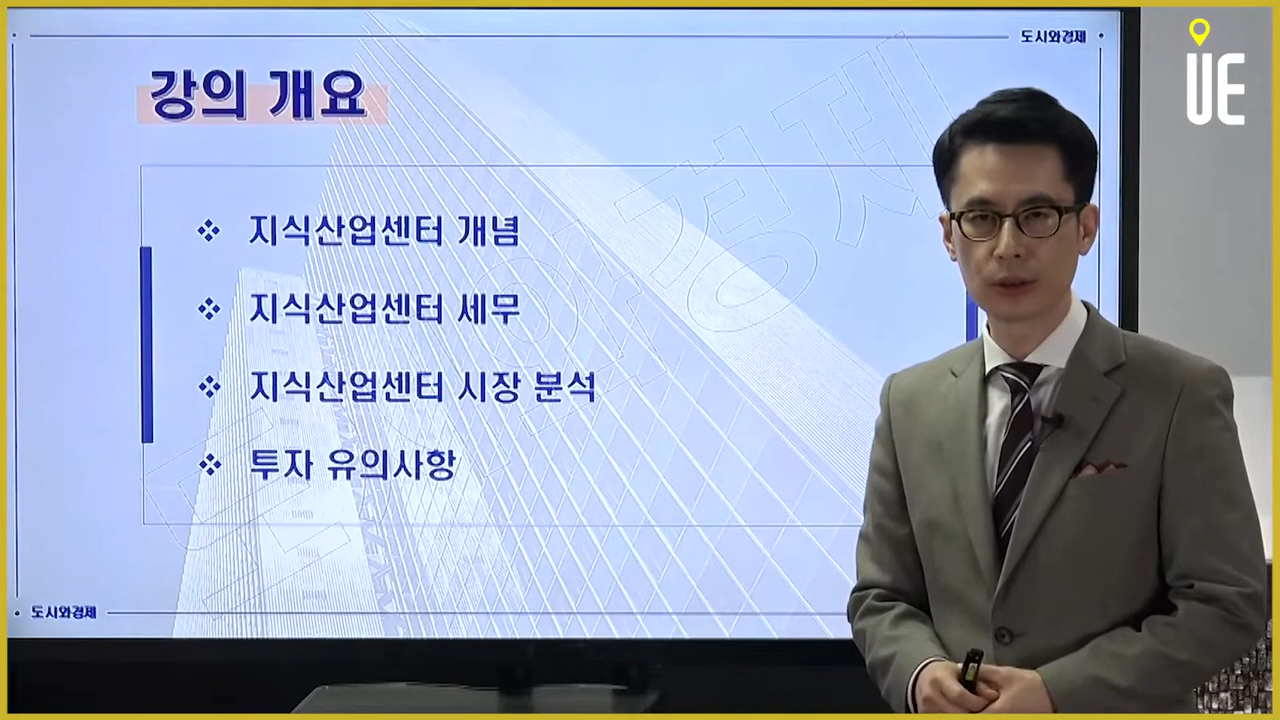 도시와경제
UE
강의 개요
❖ 지식산업센터 개념
❖ 지식산업센터 세무
❖ 지식산업센터 시장 분석
❖ 투자 유의사항
도시와경제